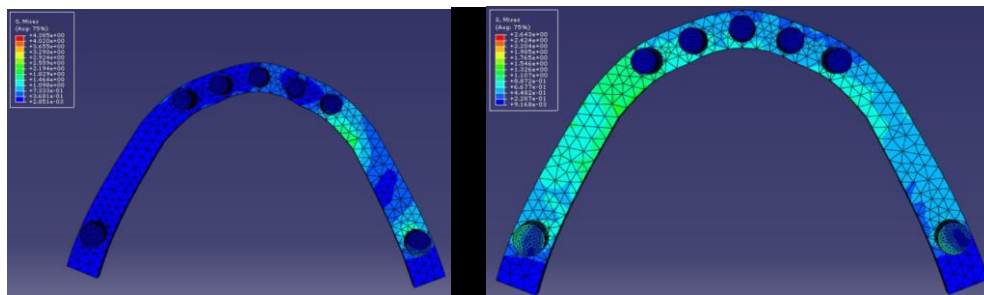 S, Mises
(Avg: 75%)
+4.385e+00
+4.020e+00
+3.655e+00
+3.290e+00
+2.924e+00
+2.559e+00
+2.194e+00
+1.829e+00
+1.464e+00
+1.098e+00
+7.333e-01
+3.681e-01
+2.851e-03
S, Mises
(Avg: 75%)
+2.643e+00
+2.424e+00
+2.204e+00
+1.985e+00
+1.765e+00
+1.546e+00
+1.326e+00
+1.107e+00
+8.872e-01
+6.677e-01
+4.482e-01
+2.287e-01
+9.168e-03